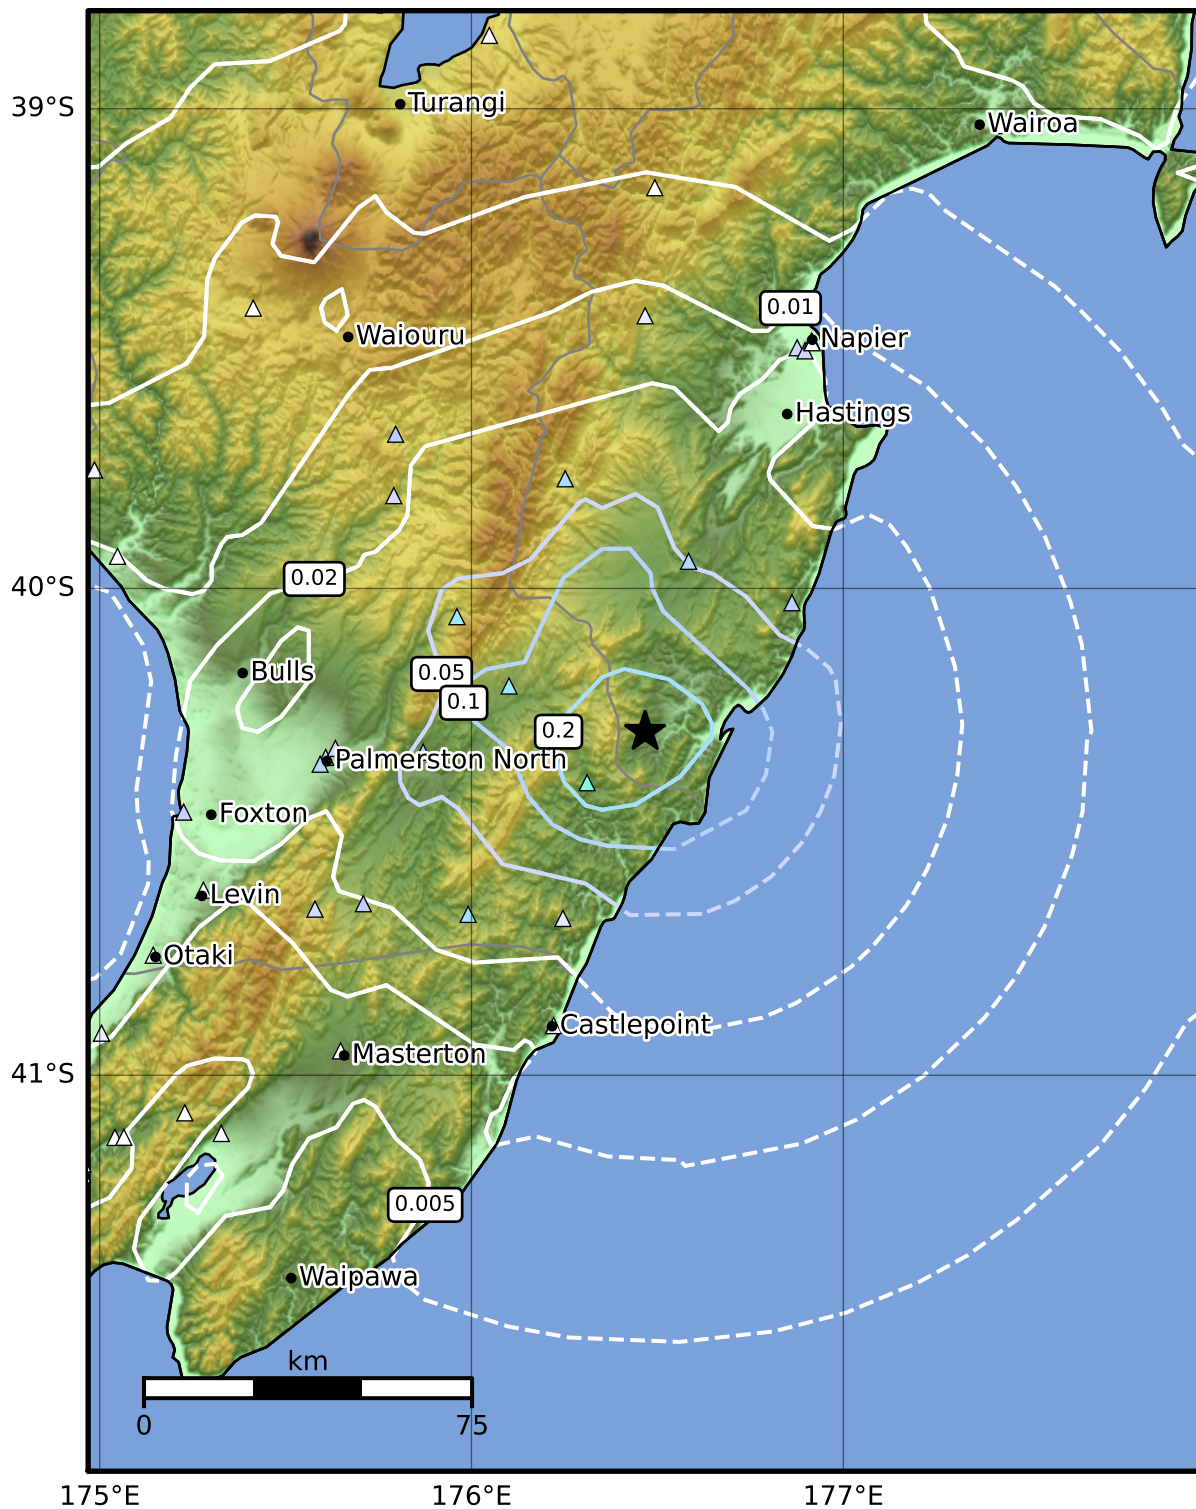 Turangi
39°S
Wairoa
0.01
Waiouru
Napier
Hastings
0.02
40°S
Bulls
0.05
0.1
0.2
Palmerston North
Foxton
Levin
Otaki
Castlepoint
Masterton
41°S
0.005
Waipawa
km
0
75
175°E
176°E
177°E